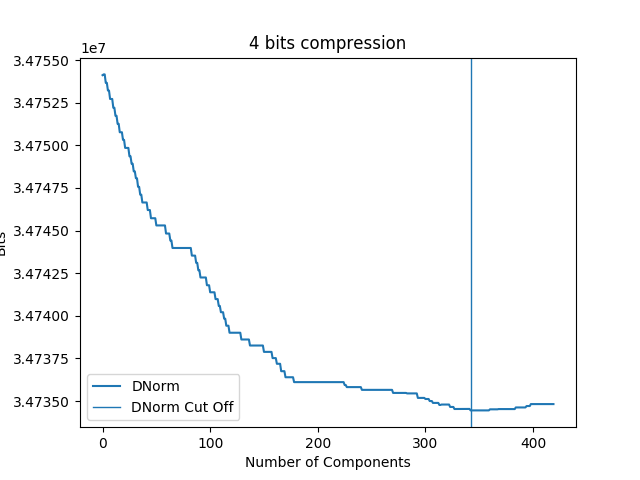 4 bits compression
1e7
3.47550
3.47525
3.47500
3.47475
3.47450
3.47425
3.47400
3.47375
3.47350
Bits
DNorm
DNorm Cut Off
0 100 200 300 400
Number of Components